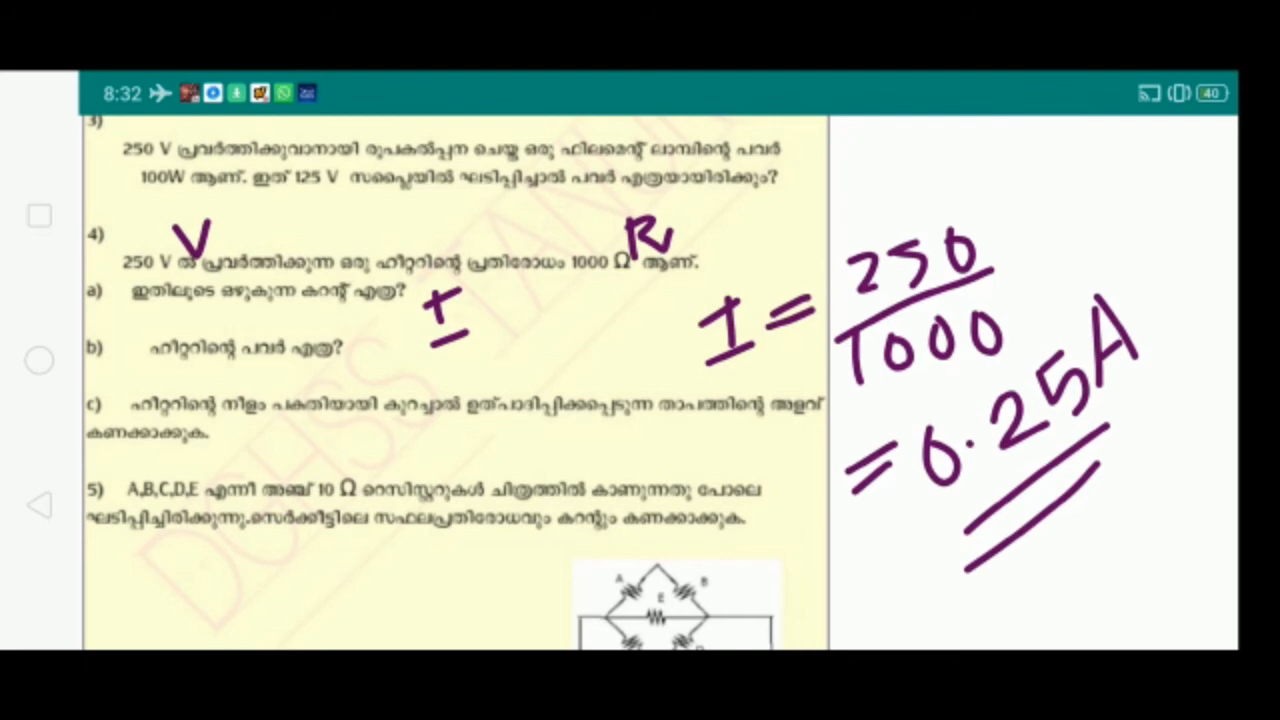 8:32
40
3)
250 V പ്രവർത്തിക്കുവാനായി രൂപകൽപ്പന ചെയ്ത ഒരു ഫിലമെന്റ് ലാമ്പിന്റെ പവർ
100W ആണ്. ഇത് 125 V സപ്ലൈയിൽ ഘടിപ്പിച്ചാൽ പവർ എത്രയായിരിക്കും?
V R
4)
250 V ൽ പ്രവർത്തിക്കുന്ന ഒരു ഹീറ്ററിന്റെ പ്രതിരോധം 1000 Ω ആണ്.
a) ഇതിലൂടെ ഒഴുകുന്ന കറന്റ് എത്ര?
I
I = 250
1000
= 0.25A
b) ഹീറ്ററിന്റെ പവർ എത്ര?
c) ഹീറ്ററിന്റെ നീളം പകുതിയായി കുറച്ചാൽ ഉത്പാദിപ്പിക്കപ്പെടുന്ന താപത്തിന്റെ അളവ്
കണക്കാക്കുക.
5) A,B,C,D,E എന്നീ അഞ്ച് 10 Ω റെസിസ്റ്ററുകൾ ചിത്രത്തിൽ കാണുന്നതു പോലെ
ഘടിപ്പിച്ചിരിക്കുന്നു.സെർക്കീട്ടിലെ സഫലപ്രതിരോധവും കറന്റും കണക്കാക്കുക.
A B
E